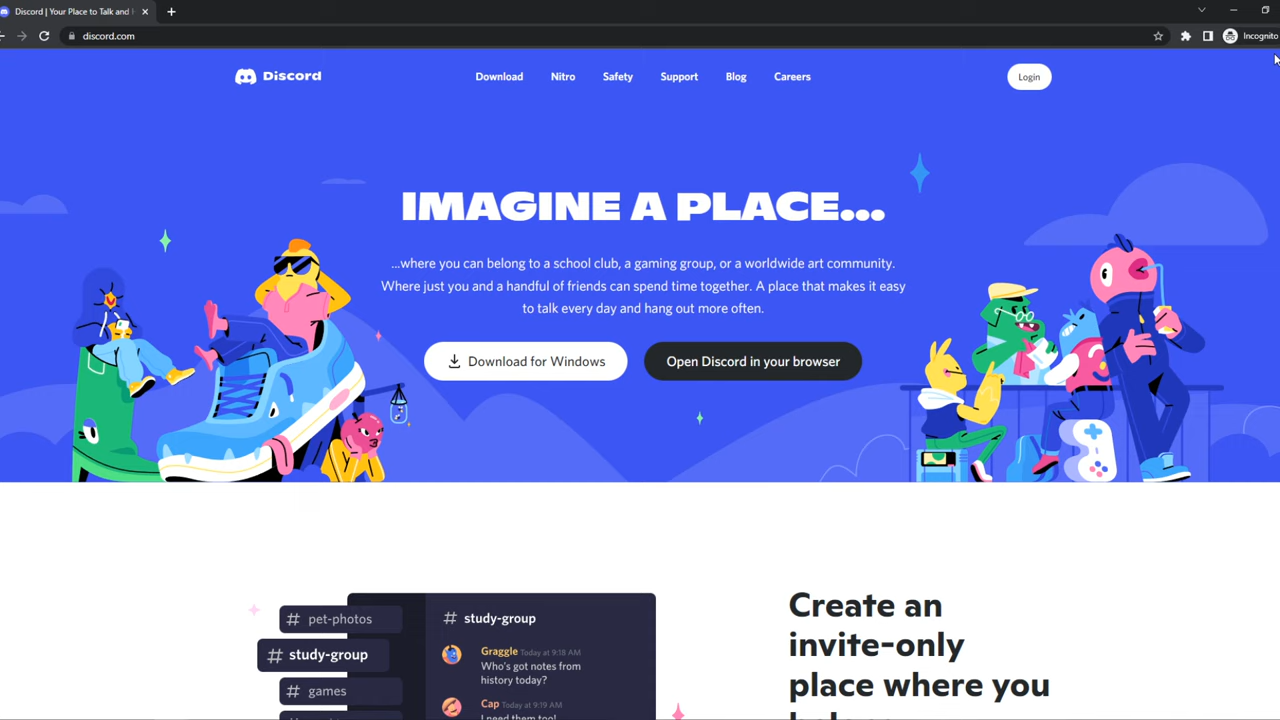 Discord | Your Place to Talk and H
discord.com
Incognito
Discord
Download
Nitro
Safety
Support
Blog
Careers
Login
IMAGINE A PLACE...
...where you can belong to a school club, a gaming group, or a worldwide art community.
Where just you and a handful of friends can spend time together. A place that makes it easy
to talk every day and hang out more often.
Download for Windows
Open Discord in your browser
# pet-photos
# study-group
# games
# study-group
Graggle Today at 9:18 AM
Who's got notes from
history today?
Cap Today at 9:19 AM
I need them too!
Create an
invite-only
place where you